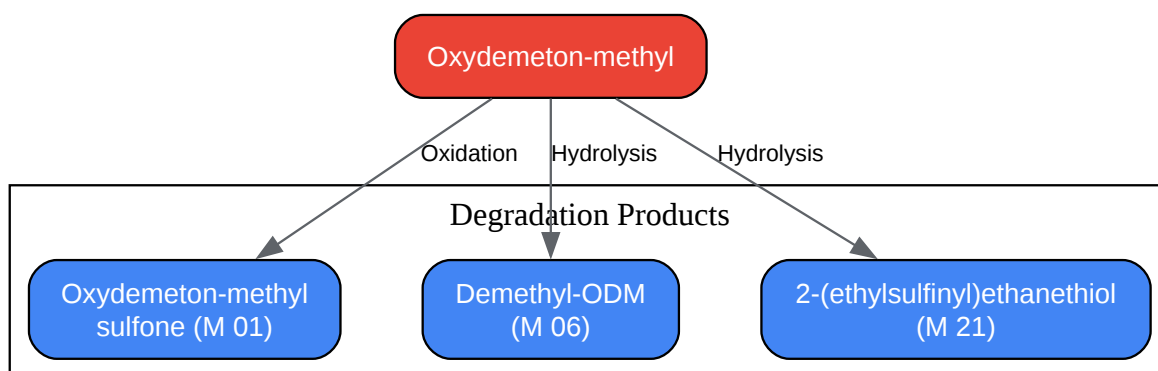 Oxydemeton-methyl
Oxidation
Hydrolysis
Hydrolysis
Degradation Products
Oxydemeton-methyl
sulfone (M 01)
Demethyl-ODM
(M 06)
2-(ethylsulfinyl)ethanethiol
(M 21)